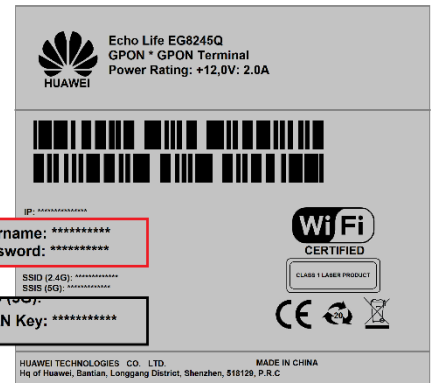 Echo Life EG8245Q
GPON * GPON Terminal
Power Rating: +12,0V: 2.0A
HUAWEI
IP: **************
rname: **********
sword: **********
SSID (2.4G): ************
SSIS (5G): ************
N Key: ***********
Wi Fi
CERTIFIED
CLASS 1 LASER PRODUCT
CE
20
HUAWEI TECHNOLOGIES CO. LTD. MADE IN CHINA
Hq of Huawei, Bantian, Longgang District, Shenzhen, 518129, P.R.C